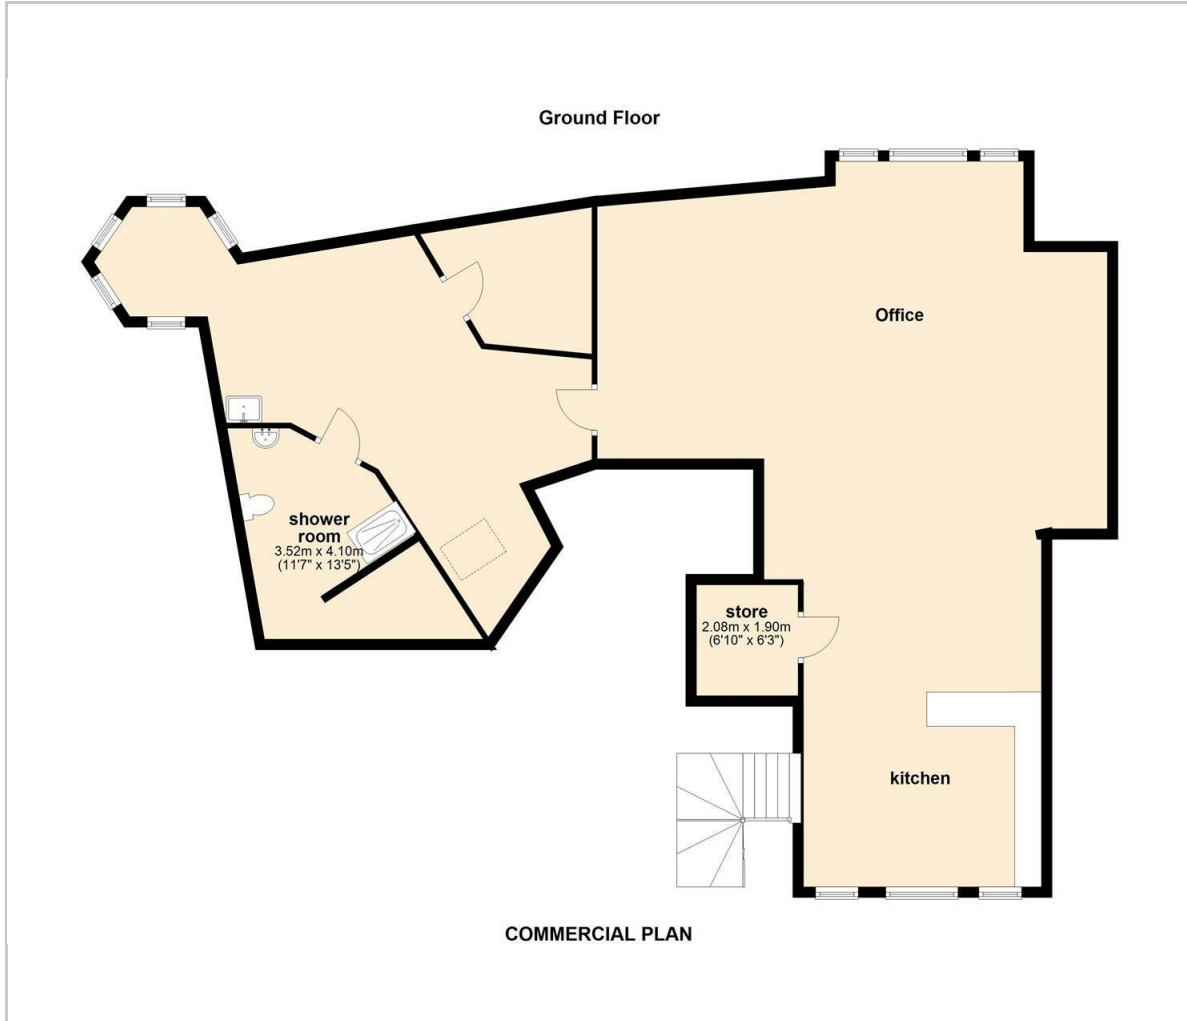 Ground Floor
Office
shower
room
3.52m x 4.10m
(11'7" x 13'5")
store
2.08m x 1.90m
(6'10" x 6'3")
kitchen
COMMERCIAL PLAN